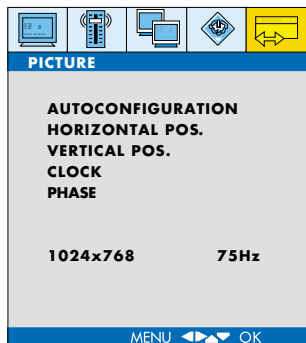 PICTURE
AUTOCONFIGURATION
HORIZONTAL POS.
VERTICAL POS.
CLOCK
PHASE
1024x768 75Hz
MENU OK